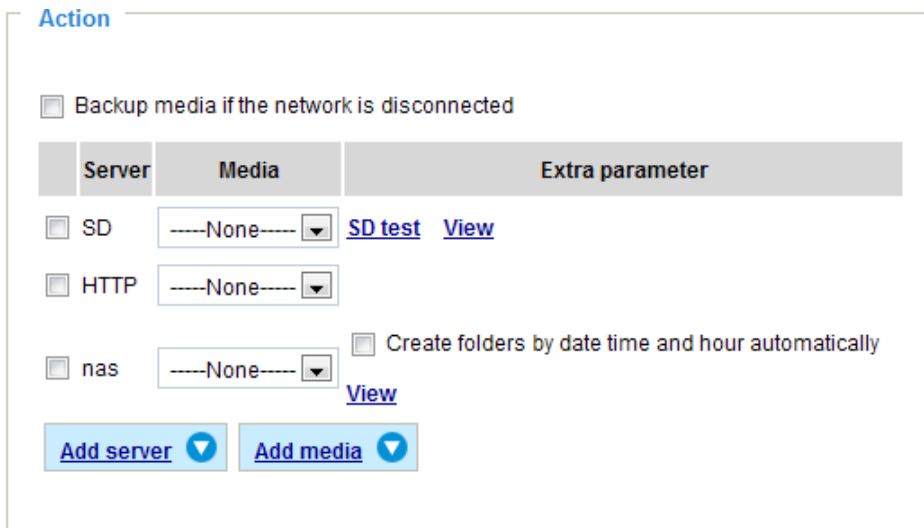 Action
Backup media if the network is disconnected
Server Media Extra parameter
SD -----None----- SD test View
HTTP -----None-----
nas -----None----- Create folders by date time and hour automatically
View
Add server Add media